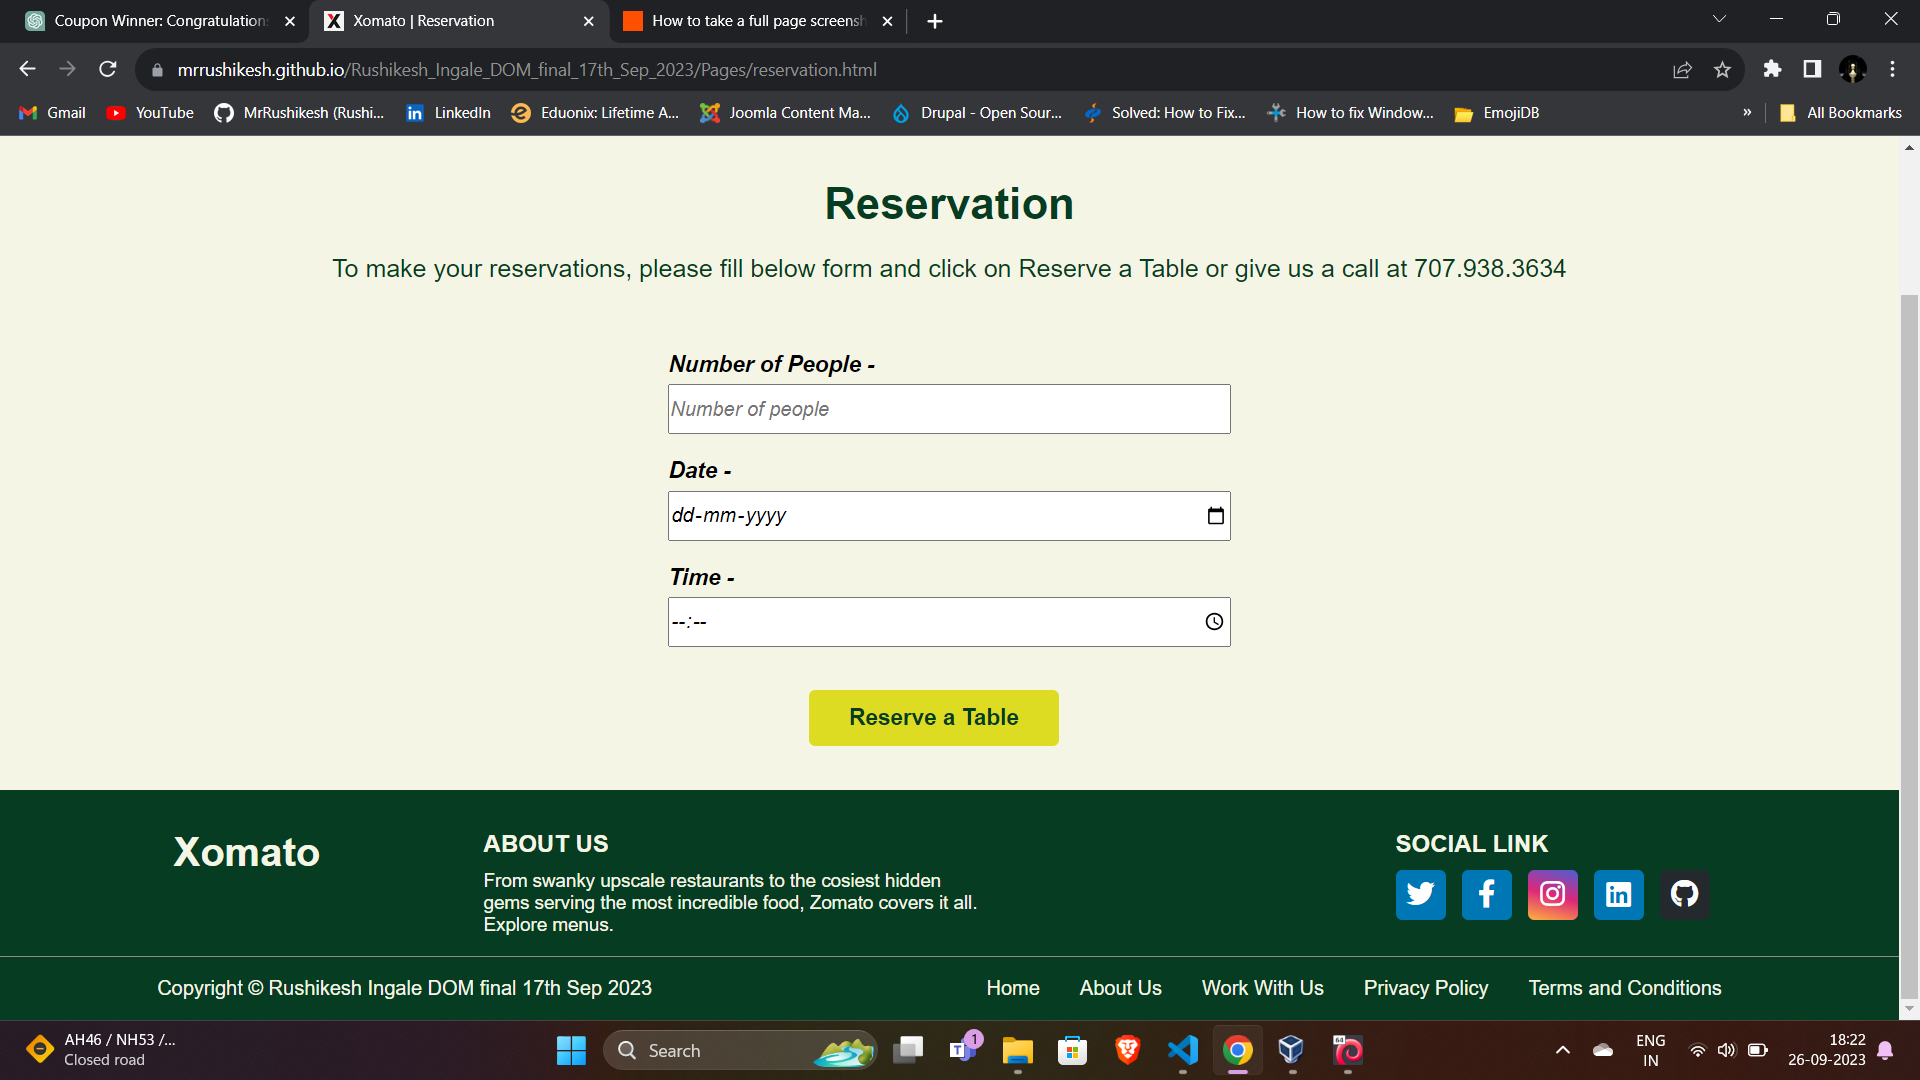 Coupon Winner: Congratulation
Xomato | Reservation
How to take a full page screensh
mrrushikesh.github.io/Rushikesh_Ingale_DOM_final_17th_Sep_2023/Pages/reservation.html
Gmail
YouTube
MrRushikesh (Rushi...
LinkedIn
Eduonix: Lifetime A...
Joomla Content Ma...
Drupal - Open Sour...
Solved: How to Fix...
How to fix Window...
EmojiDB
»
All Bookmarks
Reservation
To make your reservations, please fill below form and click on Reserve a Table or give us a call at 707.938.3634
Number of People -
Number of people
Date -
dd-mm-yyyy
Time -
--:--
Reserve a Table
Xomato
ABOUT US
From swanky upscale restaurants to the cosiest hidden
gems serving the most incredible food, Zomato covers it all.
Explore menus.
SOCIAL LINK
Copyright © Rushikesh Ingale DOM final 17th Sep 2023
Home
About Us
Work With Us
Privacy Policy
Terms and Conditions
AH46 / NH53 /...
Closed road
Search
1
64
ENG
IN
18:22
26-09-2023